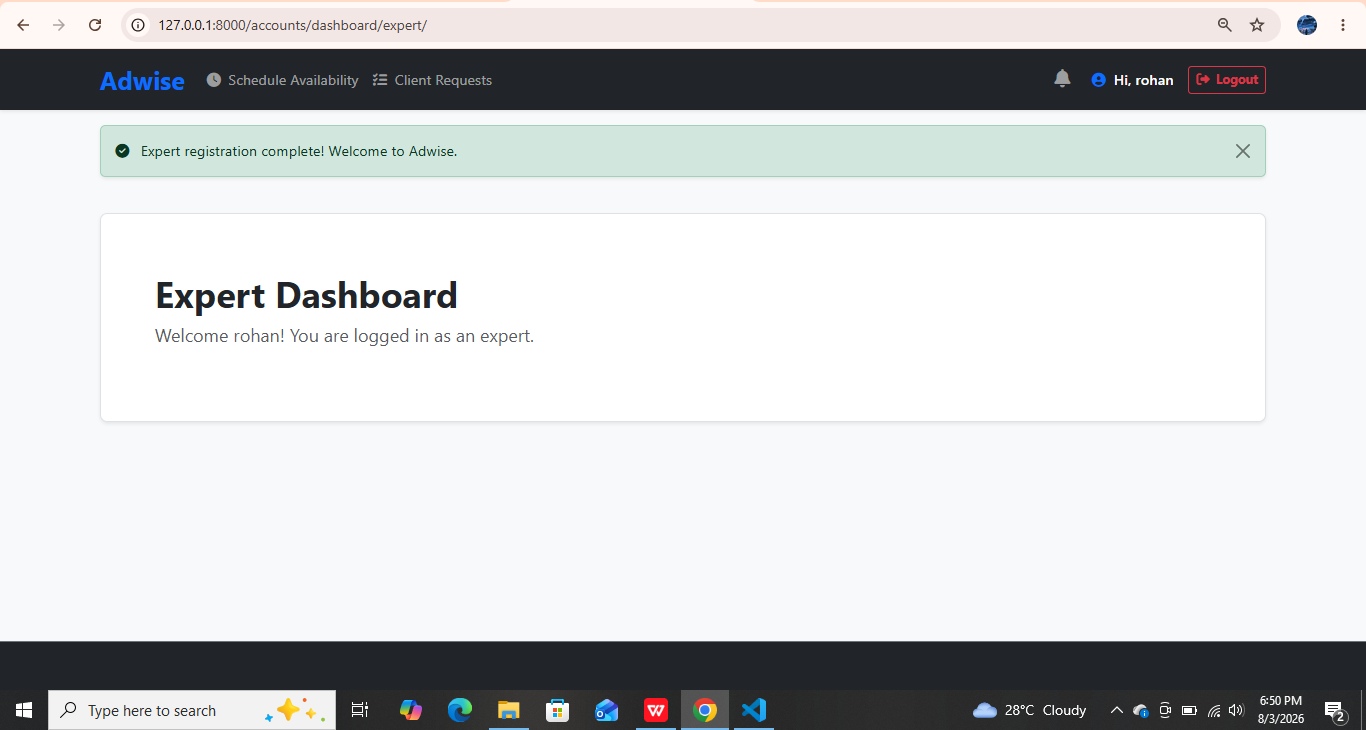 127.0.0.1:8000/accounts/dashboard/expert/
Adwise Schedule Availability Client Requests Hi, rohan Logout
Expert registration complete! Welcome to Adwise.
Expert Dashboard
Welcome rohan! You are logged in as an expert.
Type here to search
28°C Cloudy
6:50 PM
8/3/2026
2